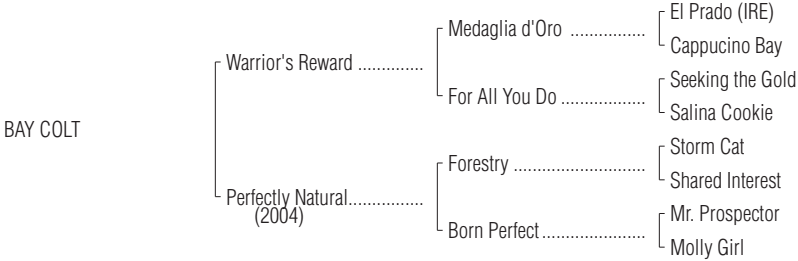 El Prado (IRE)
Medaglia d'Oro ................
Cappucino Bay
Warrior's Reward ..............
Seeking the Gold
For All You Do ..................
Salina Cookie
BAY COLT
Storm Cat
Forestry ............................
Shared Interest
Perfectly Natural................
(2004)
Mr. Prospector
Born Perfect......................
Molly Girl